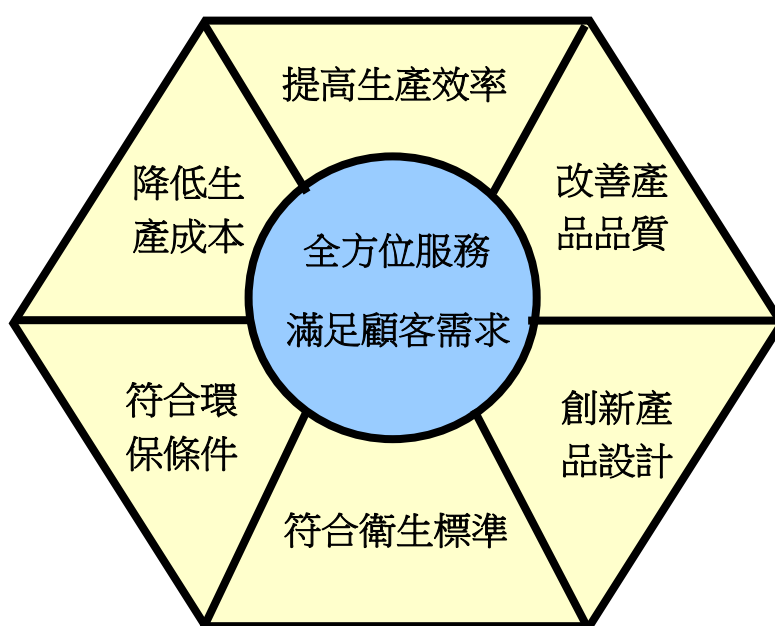 提高生產效率
降低生
產成本
改善產
品品質
全方位服務
滿足顧客需求
符合環
保條件
創新產
品設計
符合衛生標準